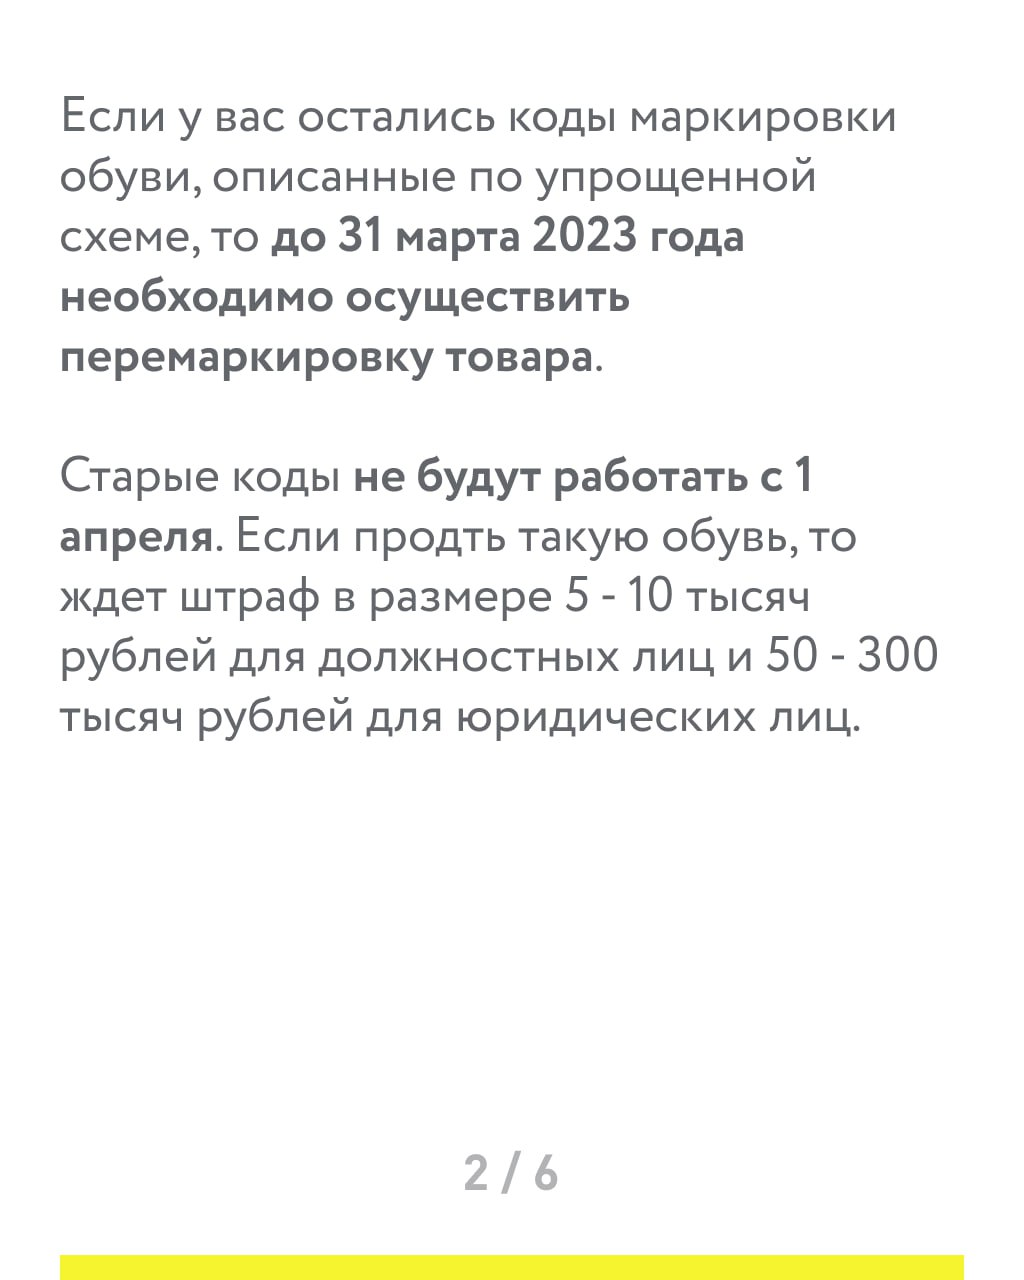 Если у вас остались коды маркировки
обуви, описанные по упрощенной
схеме, то до 31 марта 2023 года
необходимо осуществить
перемаркировку товара.
Старые коды не будут работать с 1
апреля. Если продть такую обувь, то
ждет штраф в размере 5 - 10 тысяч
рублей для должностных лиц и 50 - 300
тысяч рублей для юридических лиц.
2 / 6